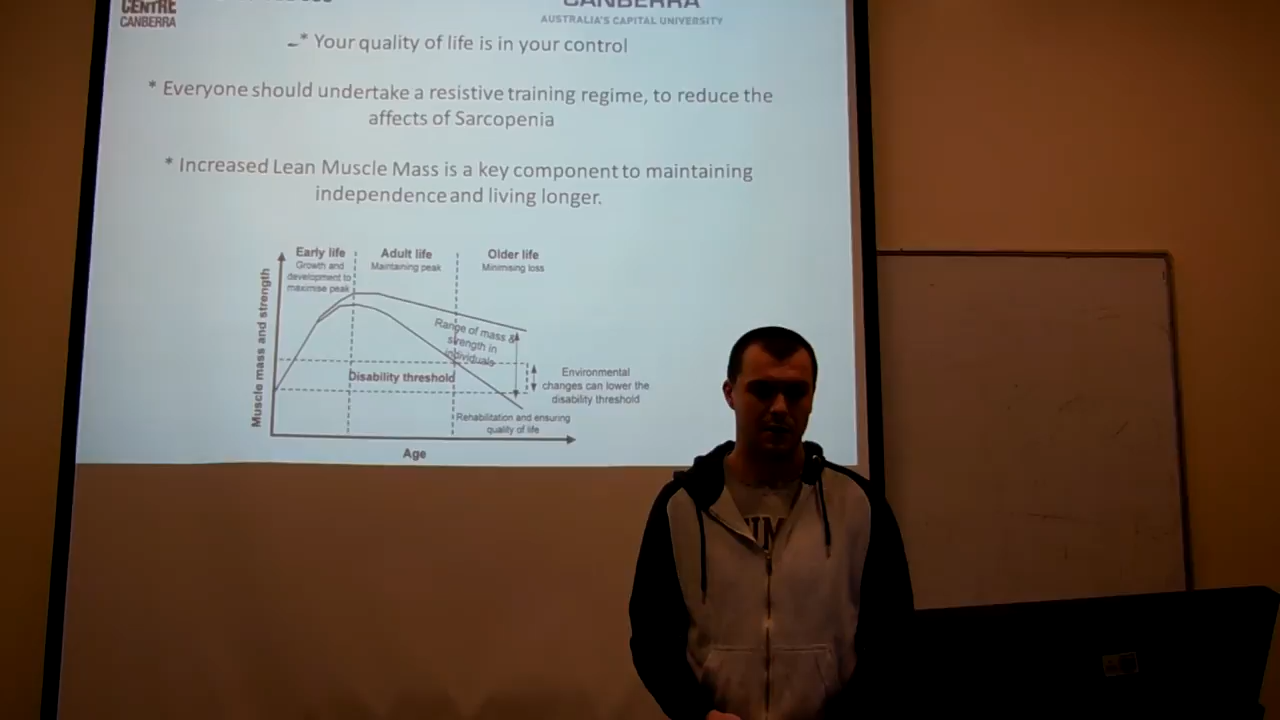 CENTRE
CANBERRA
CANBERRA
AUSTRALIA'S CAPITAL UNIVERSITY
–* Your quality of life is in your control
* Everyone should undertake a resistive training regime, to reduce the
affects of Sarcopenia
* Increased Lean Muscle Mass is a key component to maintaining
independence and living longer.
Early life
Growth and
development to
maximise peak
Adult life
Maintaining peak
Older life
Minimising loss
Muscle mass and strength
Range of mass &
strength in
individuals
Disability threshold
Environmental
changes can lower the
disability threshold
Rehabilitation and ensuring
quality of life
Age